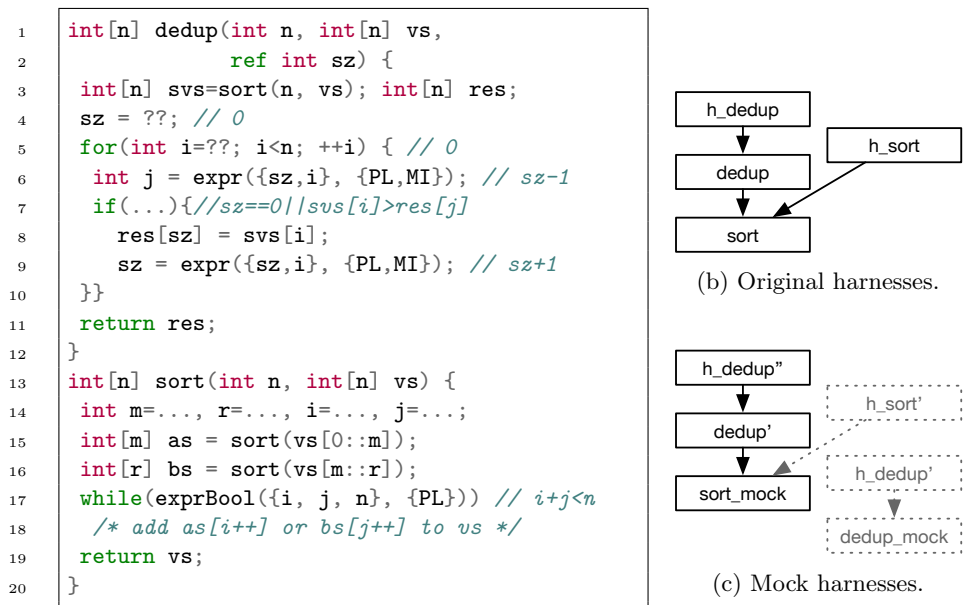 1 int[n] dedup(int n, int[n] vs,
2 ref int sz) {
3 int[n] svs=sort(n, vs); int[n] res;
4 sz = ??; // 0
5 for(int i=??; i<n; ++i) { // 0
6 int j = expr({sz,i}, {PL,MI}); // sz-1
7 if(...){//sz==0||svs[i]>res[j]
8 res[sz] = svs[i];
9 sz = expr({sz,i}, {PL,MI}); // sz+1
10 }}
11 return res;
12 }
13 int[n] sort(int n, int[n] vs) {
14 int m=..., r=..., i=..., j=...;
15 int[m] as = sort(vs[0::m]);
16 int[r] bs = sort(vs[m::r]);
17 while(exprBool({i, j, n}, {PL})) // i+j<n
18 /* add as[i++] or bs[j++] to vs */
19 return vs;
20 }
h_dedup
h_sort
dedup
sort
(b) Original harnesses.
h_dedup”
h_sort’
dedup’
h_dedup’
sort_mock
dedup_mock
(c) Mock harnesses.